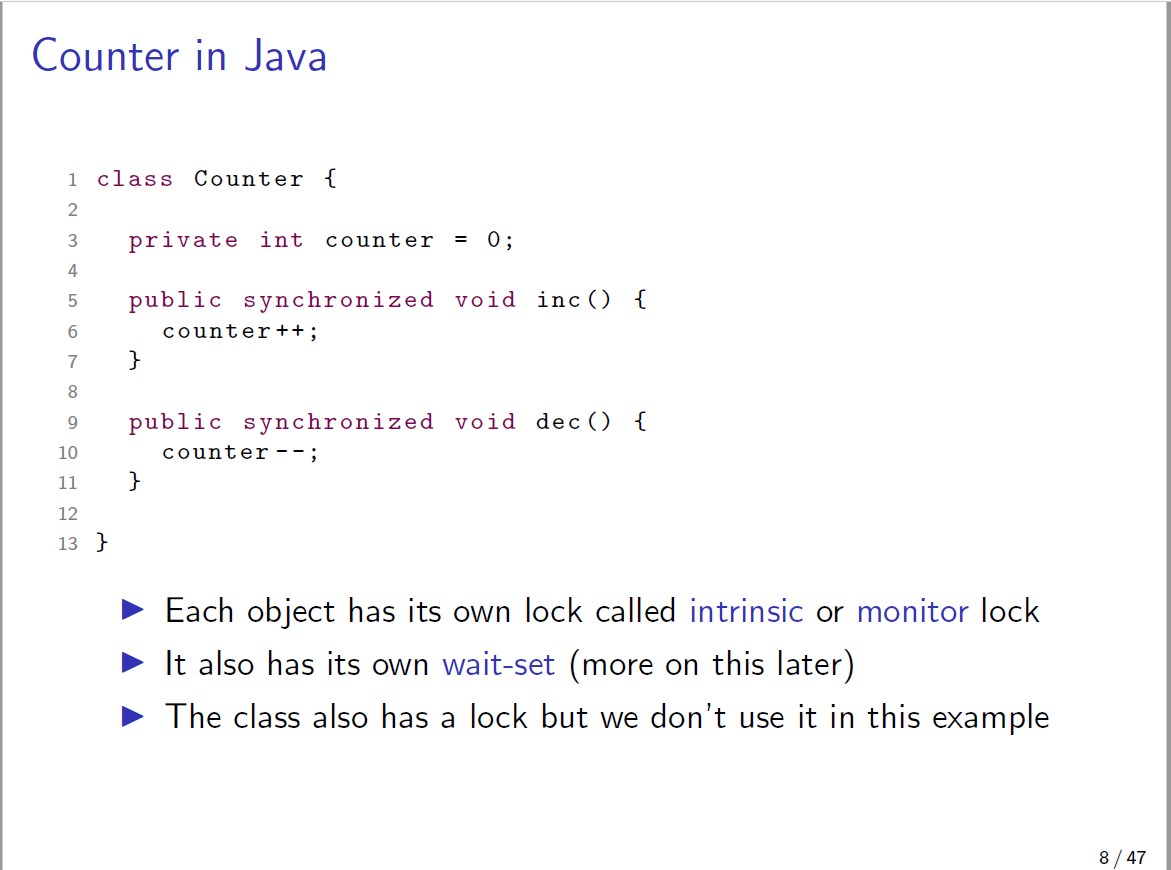 Counter in Java
1 class Counter {
2
3 private int counter = 0;
4
5 public synchronized void inc() {
6 counter++;
7 }
8
9 public synchronized void dec() {
10 counter--;
11 }
12
13 }
▶ Each object has its own lock called intrinsic or monitor lock
▶ It also has its own wait-set (more on this later)
▶ The class also has a lock but we don't use it in this example
8 / 47